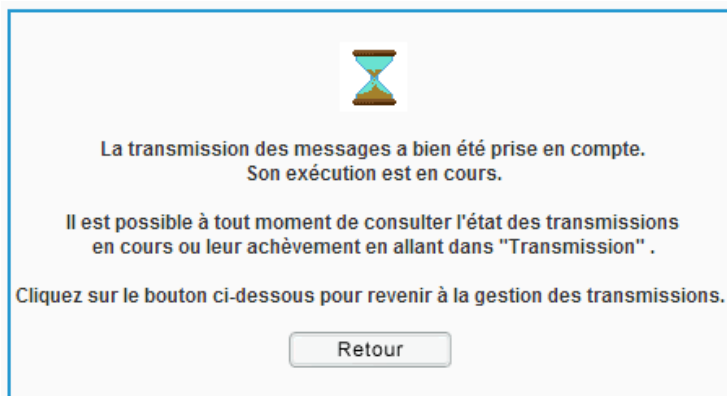 La transmission des messages a bien été prise en compte.
Son exécution est en cours.
Il est possible à tout moment de consulter l'état des transmissions
en cours ou leur achèvement en allant dans "Transmission" .
Cliquez sur le bouton ci-dessous pour revenir à la gestion des transmissions.
Retour